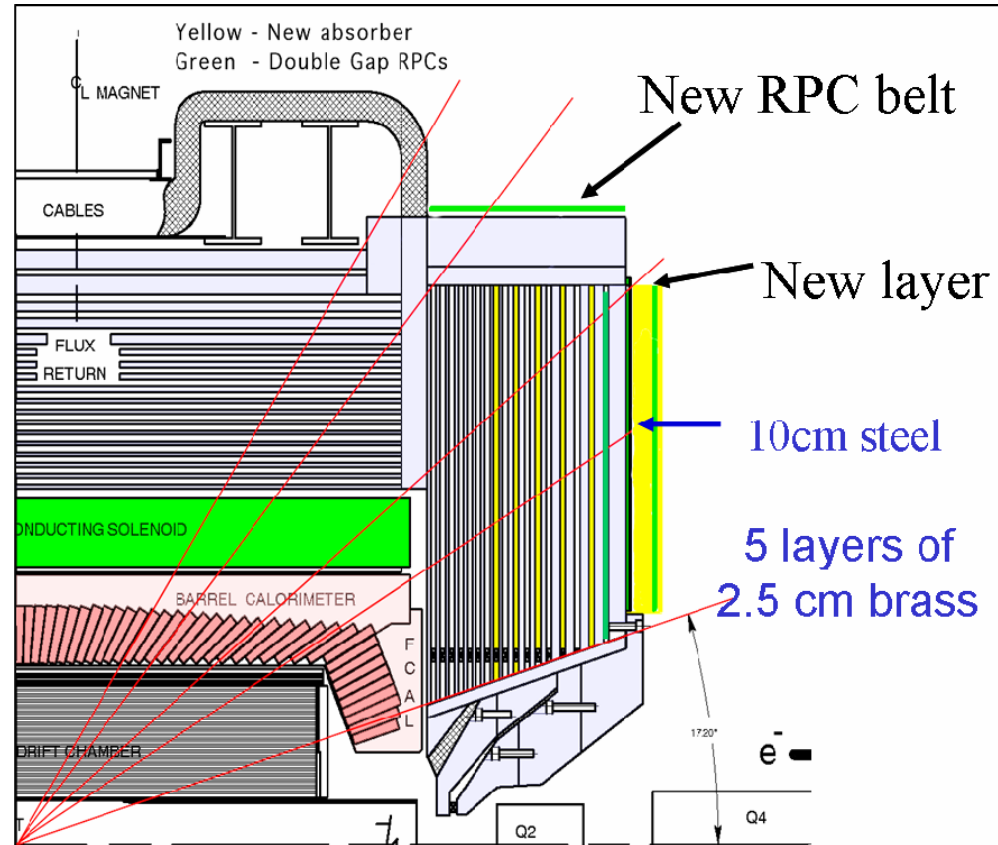 Yellow - New absorber
Green - Double Gap RPCs
CL MAGNET
New RPC belt
CABLES
New layer
FLUX
RETURN
10cm steel
ONDUCTING SOLENOID
5 layers of
2.5 cm brass
BARREL CALORIMETER
F
C
A
L
17.20°
DRIFT CHAMBER
e-
T
Q2
Q4